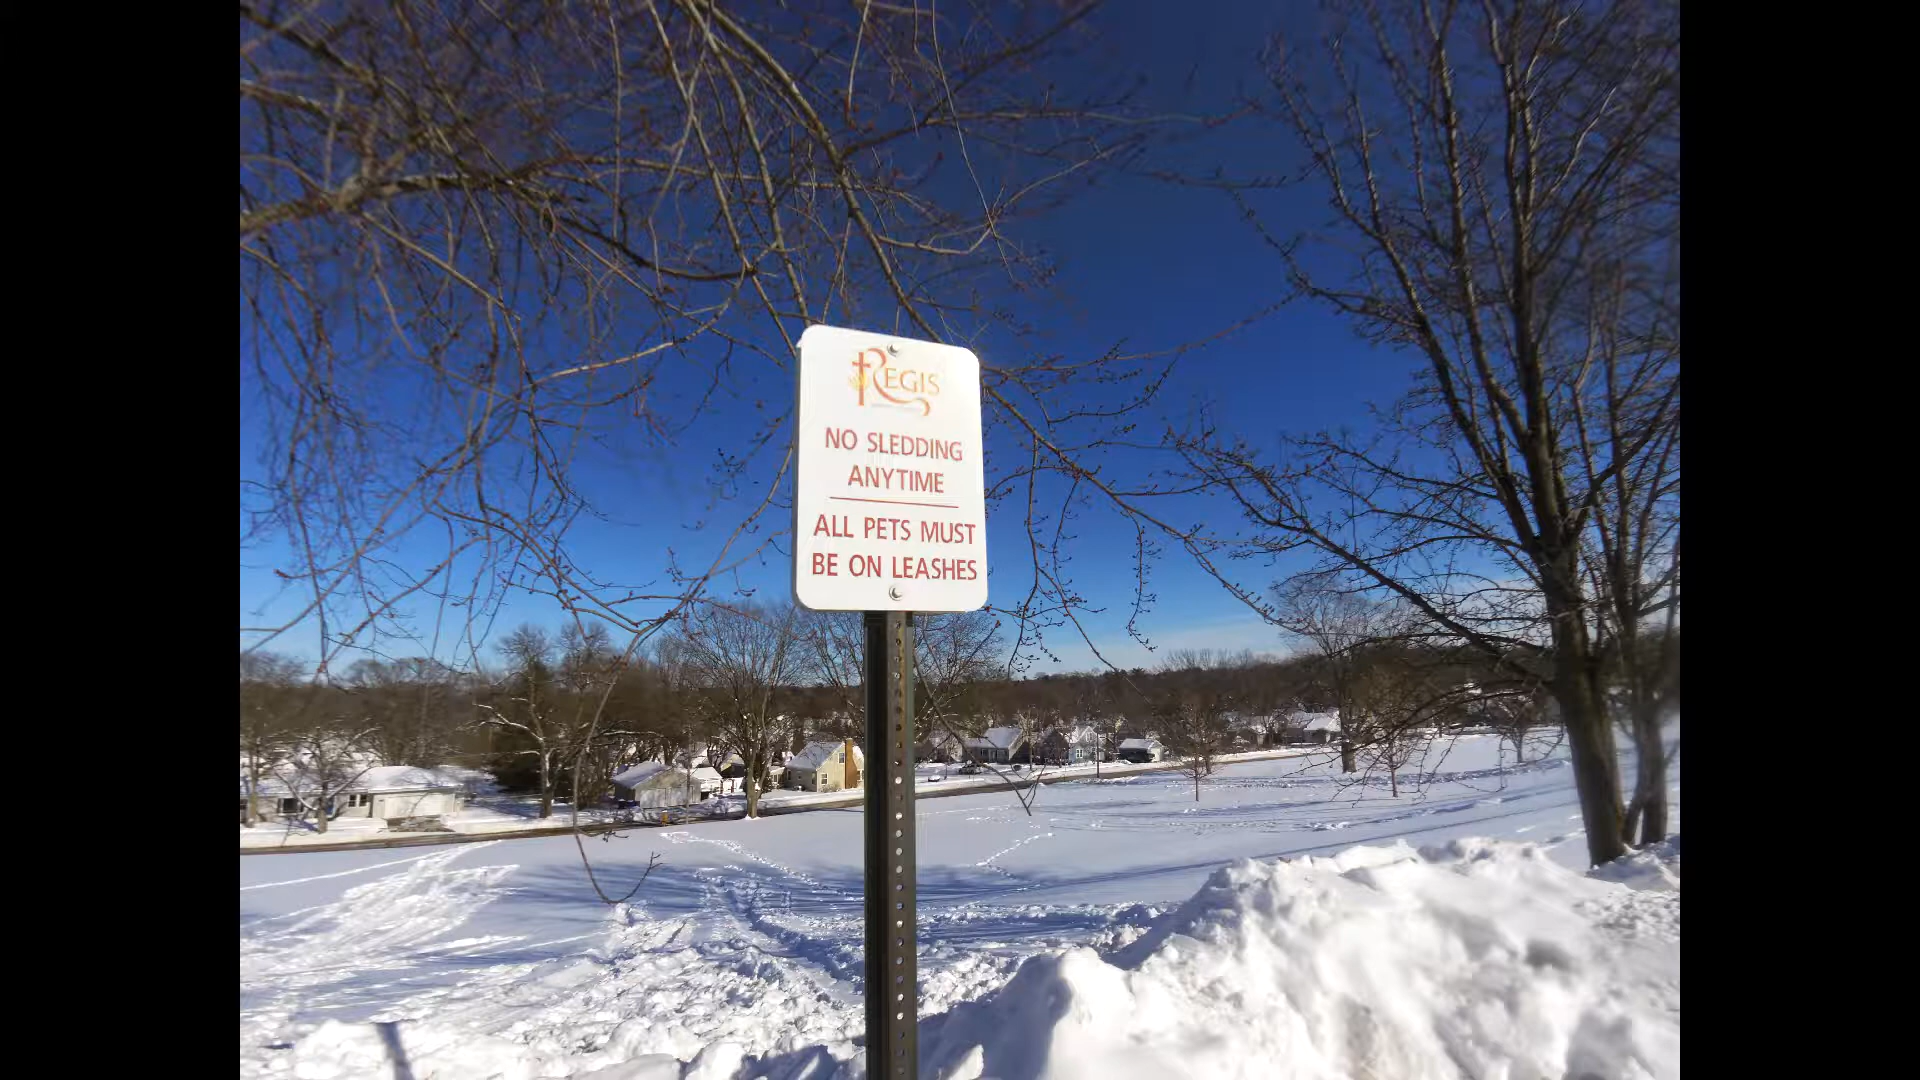 REGIS
NO SLEDDING
ANYTIME
ALL PETS MUST
BE ON LEASHES